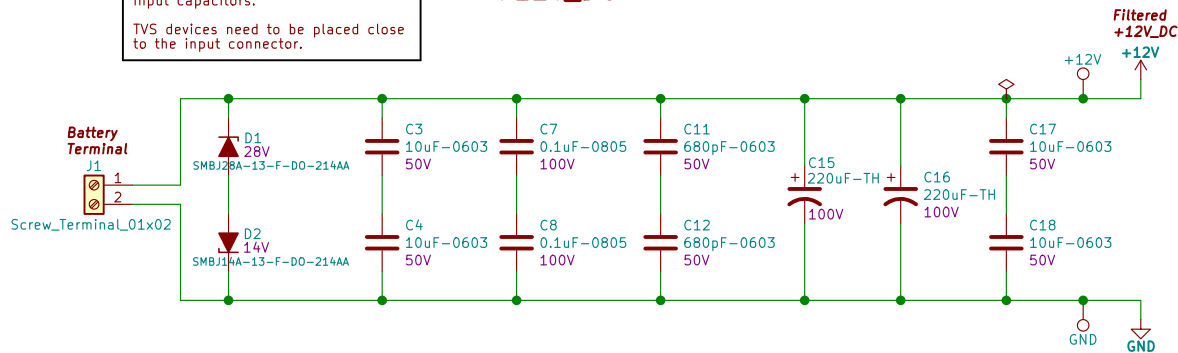 input capacitors.
TVS devices need to be placed close
to the input connector.
Filtered
+12V_DC
+12V
+12V
Battery
Terminal
J1
1
2
Screw_Terminal_01x02
D1
28V
SMBJ28A-13-F-DO-214AA
D2
14V
SMBJ14A-13-F-DO-214AA
C3
10uF-0603
50V
C4
10uF-0603
50V
C7
0.1uF-0805
100V
C8
0.1uF-0805
100V
C11
680pF-0603
50V
C12
680pF-0603
50V
C15
+
220uF-TH
100V
C16
+
220uF-TH
100V
C17
10uF-0603
50V
C18
10uF-0603
50V
GND
GND